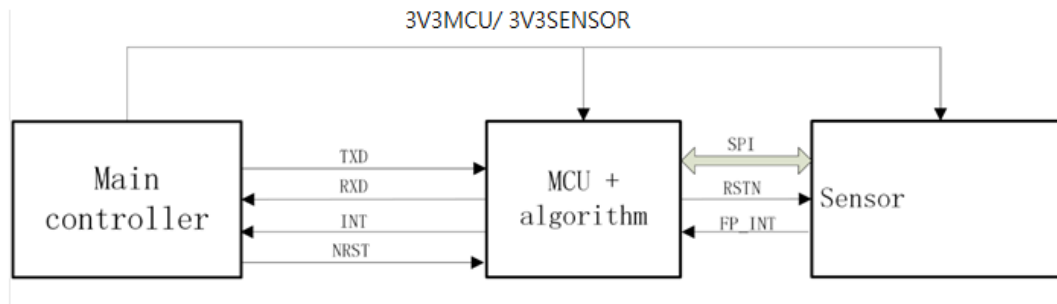 3V3MCU/ 3V3SENSOR
Main
controller
TXD
RXD
INT
NRST
MCU +
algorithm
SPI
RSTN
FP_INT
Sensor